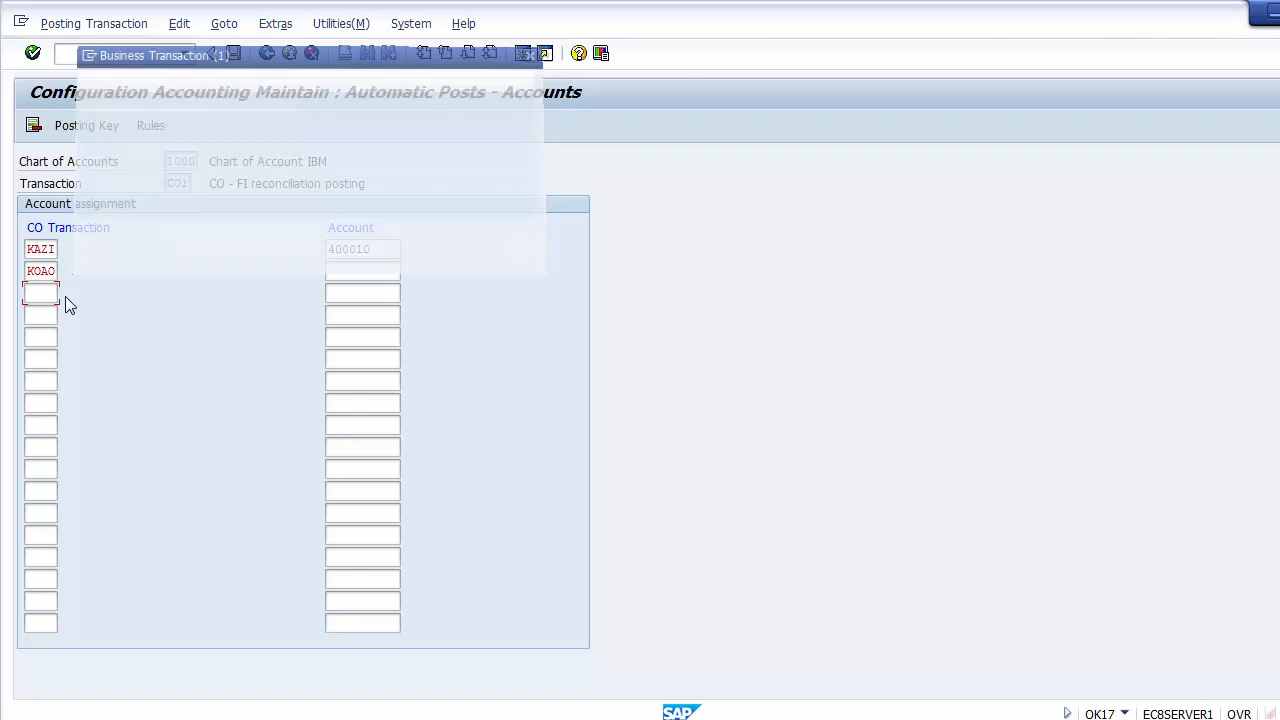 Posting Transaction Edit Goto Extras Utilities(M) System Help
Business Transaction (1)
Configuration Accounting Maintain : Automatic Posts - Accounts
Posting Key Rules
Chart of Accounts 1000 Chart of Account IBM
Transaction CO1 CO - FI reconciliation posting
Account assignment
CO Transaction Account
KAZI 400010
KOAO
SAP OK17 EC8SERVER1 OVR